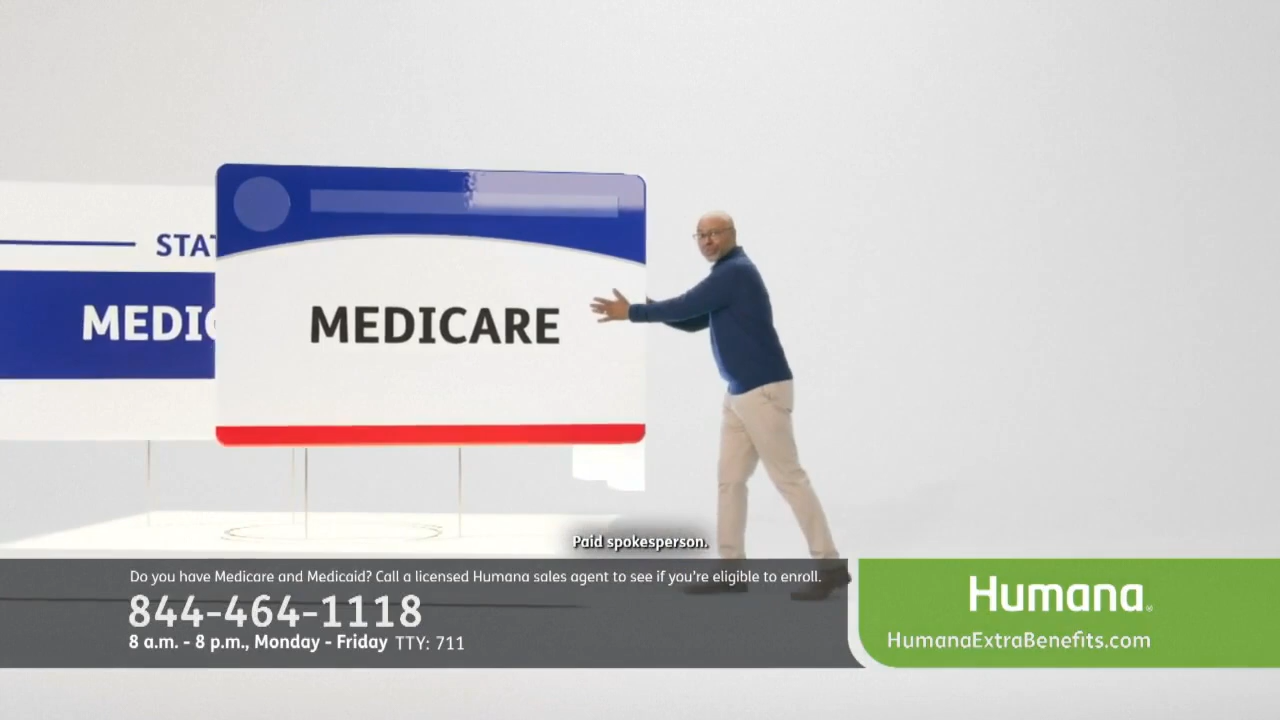 STAT
MEDIC
MEDICARE
Paid spokesperson.
Do you have Medicare and Medicaid? Call a licensed Humana sales agent to see if you're eligible to enroll.
844-464-1118
8 a.m. - 8 p.m., Monday - Friday TTY: 711
Humana®
HumanaExtraBenefits.com